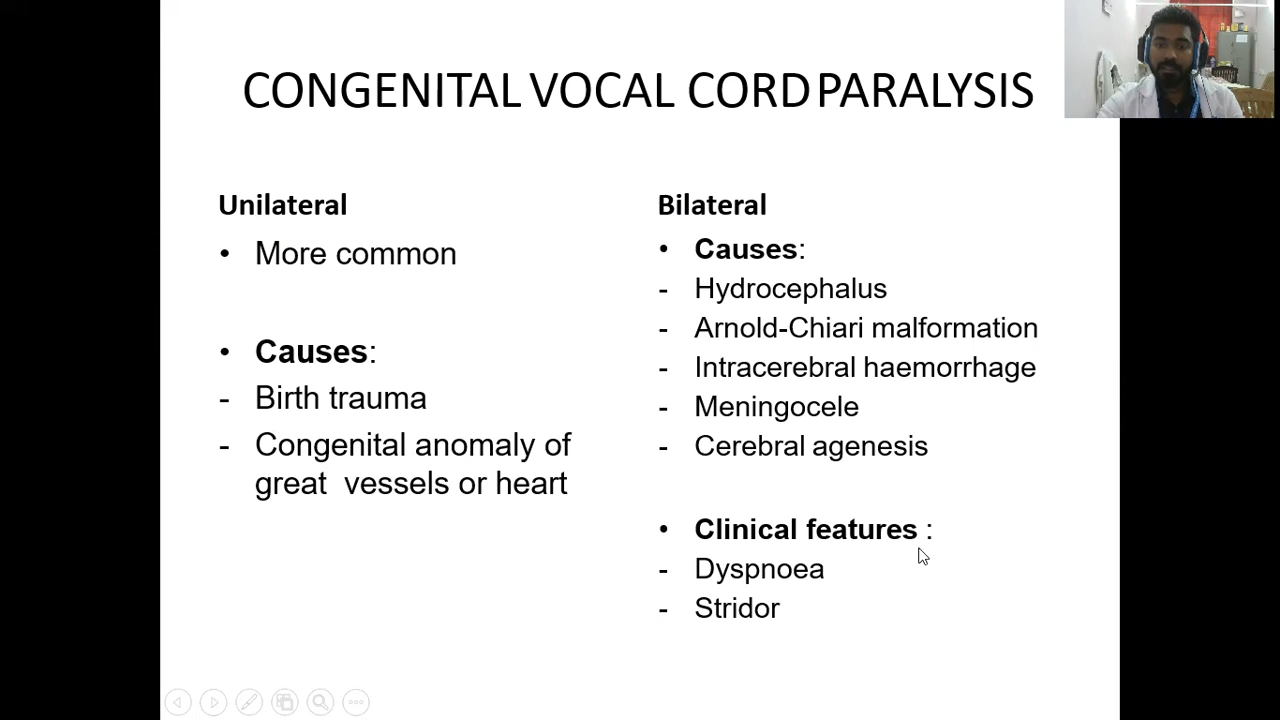 CONGENITAL VOCAL CORD PARALYSIS
Unilateral
• More common
• Causes:
- Birth trauma
- Congenital anomaly of
great vessels or heart
Bilateral
• Causes:
- Hydrocephalus
- Arnold-Chiari malformation
- Intracerebral haemorrhage
- Meningocele
- Cerebral agenesis
• Clinical features :
- Dyspnoea
- Stridor